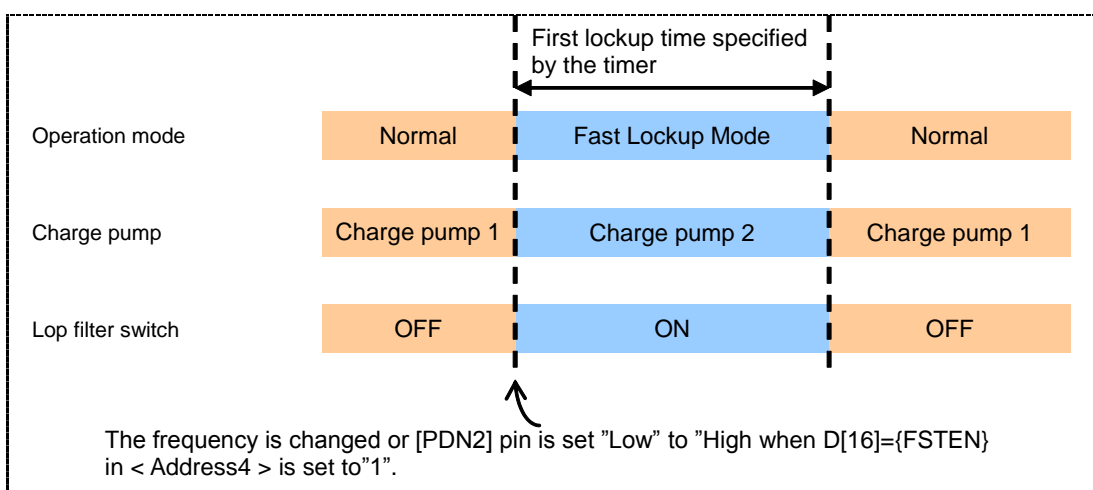 First lockup time specified
by the timer
Operation mode
Normal
Fast Lockup Mode
Normal
Charge pump
Charge pump 1
Charge pump 2
Charge pump 1
Lop filter switch
OFF
ON
OFF
The frequency is changed or [PDN2] pin is set ”Low” to ”High when D[16]={FSTEN}
in < Address4 > is set to”1”.